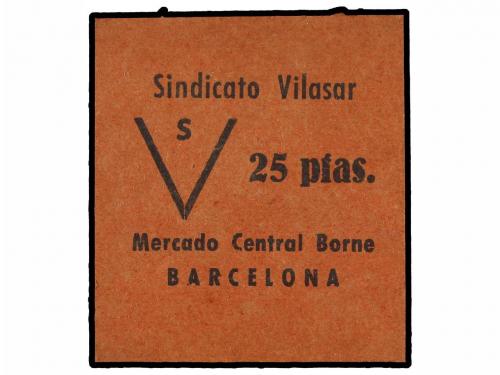 Sindicato Vilasar
S
V 25 ptas.
Mercado Central Borne
BARCELONA